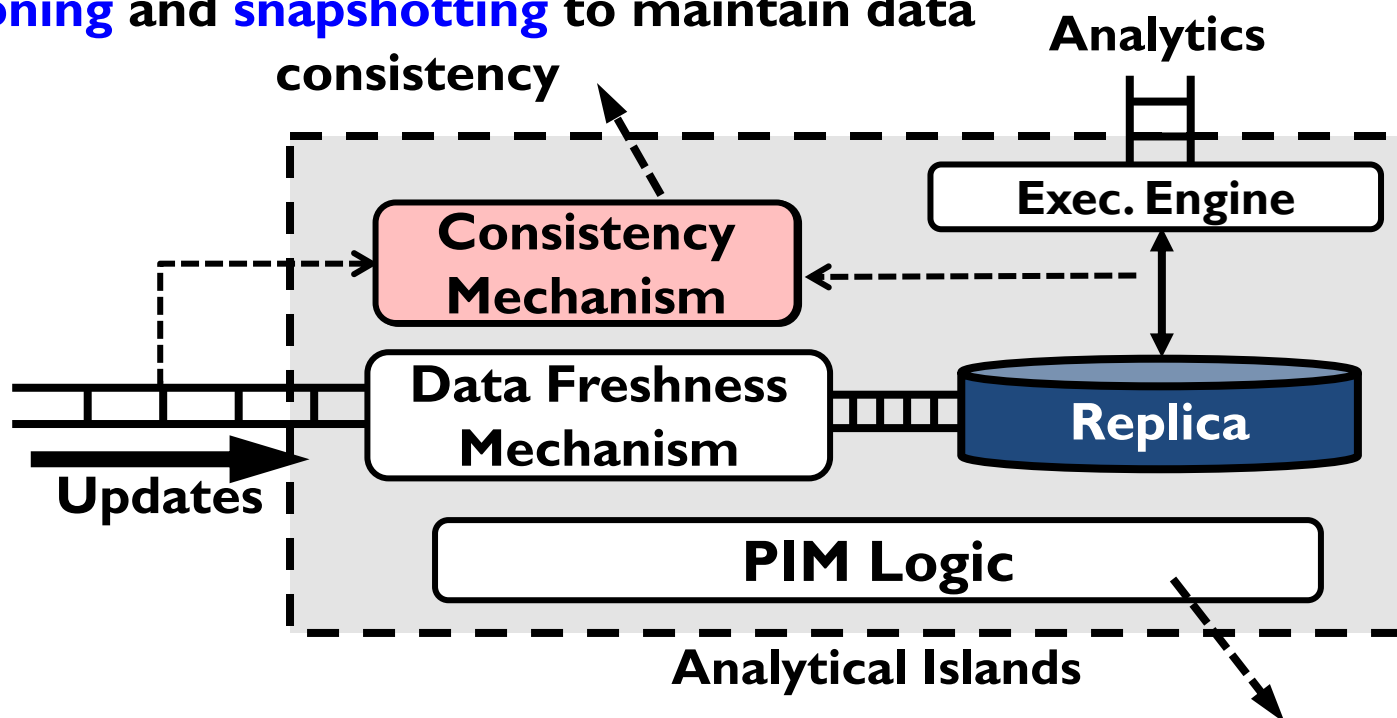 and snapshotting to maintain data
consistency
Analytics
Exec. Engine
Consistency
Mechanism
Data Freshness
Mechanism
Replica
Updates
PIM Logic
Analytical Islands